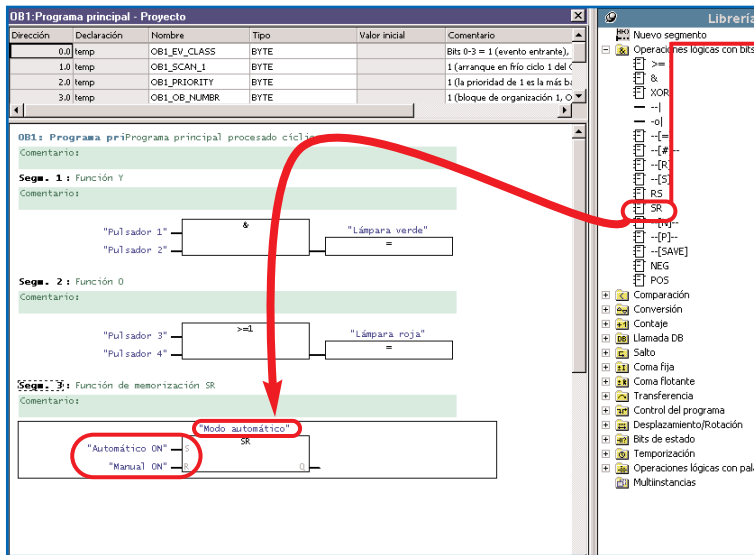 OB1:Programa principal - Proyecto
Dirección Declaración Nombre Tipo Valor inicial Comentario
0.0 temp OB1_EV_CLASS BYTE Bits 0-3 = 1 (evento entrante),
1.0 temp OB1_SCAN_1 BYTE 1 (arranque en frío ciclo 1 del
2.0 temp OB1_PRIORITY BYTE 1 (la prioridad de 1 es la más
3.0 temp OB1_OB_NUMBR BYTE 1 (bloque de organización 1,
OB1: Programa priPrograma principal procesado
Comentario:
Segm. 1: Función Y
Comentario:
"Pulsador 1"
&
"Lámpara verde"
"Pulsador 2"
=
Segm. 2: Función O
Comentario:
"Pulsador 3"
>=1
"Lámpara roja"
"Pulsador 4"
=
Segm. 3: Función de memorización SR
Comentario:
"Modo automático"
SR
"Automático ON" S
"Manual ON" R Q
Nuevo segmento
Operaciones lógicas con bits
>=
&
XOR
--|
-o|
--[=
--[#]--
--[R]
--[S]
RS
SR
--[N]--
--[P]--
--[SAVE]
NEG
POS
Comparación
Conversión
Contaje
DB Llamada DB
Salto
Coma fija
Coma flotante
Transferencia
Control del programa
Desplazamiento/Rotación
Bits de estado
Temporización
Operaciones lógicas con
Multiinstancias